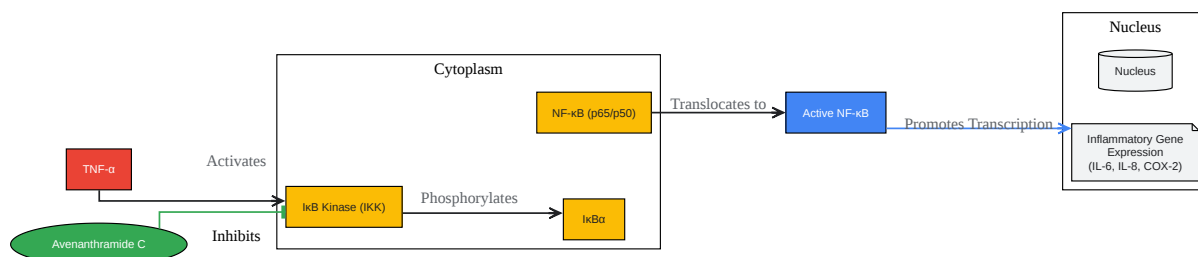 Nucleus
Nucleus
Cytoplasm
NF-κB (p65/p50)
Translocates to
Active NF-κB
Promotes Transcription
Inflammatory Gene
Expression
(IL-6, IL-8, COX-2)
TNF-α
Activates
IκB Kinase (IKK)
Phosphorylates
IκBα
Inhibits
Avenanthramide C